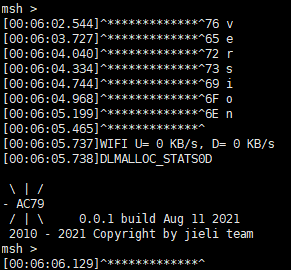 msh >
[00:06:02.544]^*************^76 v
[00:06:03.727]^*************^65 e
[00:06:04.040]^*************^72 r
[00:06:04.334]^*************^73 s
[00:06:04.744]^*************^69 i
[00:06:04.968]^*************^6F o
[00:06:05.199]^*************^6E n
[00:06:05.465]^*************^
[00:06:05.737]WIFI U= 0 KB/s, D= 0 KB/s
[00:06:05.738]DLMALLOC_STATS0D
\ | /
- AC79
/ | \ 0.0.1 build Aug 11 2021
2010 - 2021 Copyright by jieli team
msh >
[00:06:06.129]^*************^